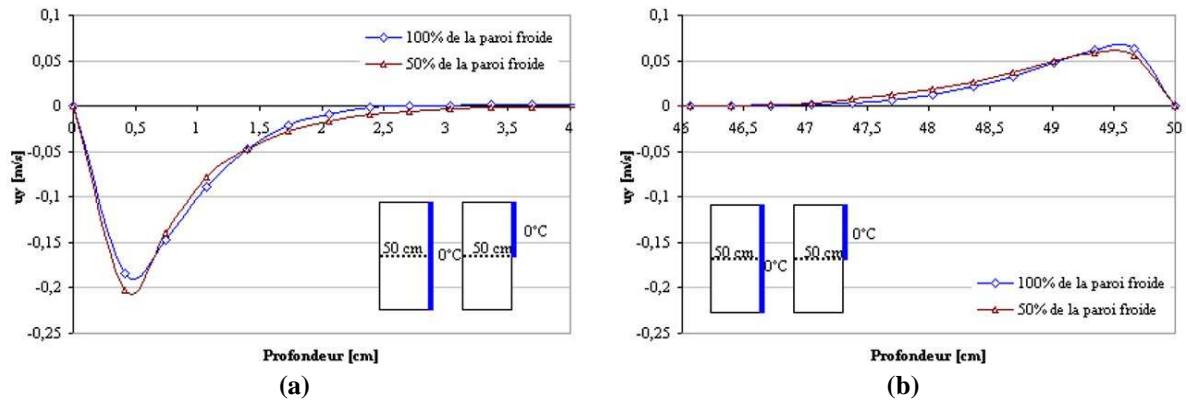 0,1
0,05
0
-0,05
-0,1
-0,15
-0,2
-0,25
uy [m/s]
0 0,5 1 1,5 2 2,5 3 3,5 4
Profondeur [cm]
100% de la paroi froide
50% de la paroi froide
50 cm
0°C
50 cm
0°C
(a)
0,1
0,05
0
-0,05
-0,1
-0,15
-0,2
-0,25
uy [m/s]
46 46,5 47 47,5 48 48,5 49 49,5 50
Profondeur [cm]
50 cm
0°C
50 cm
0°C
100% de la paroi froide
50% de la paroi froide
(b)